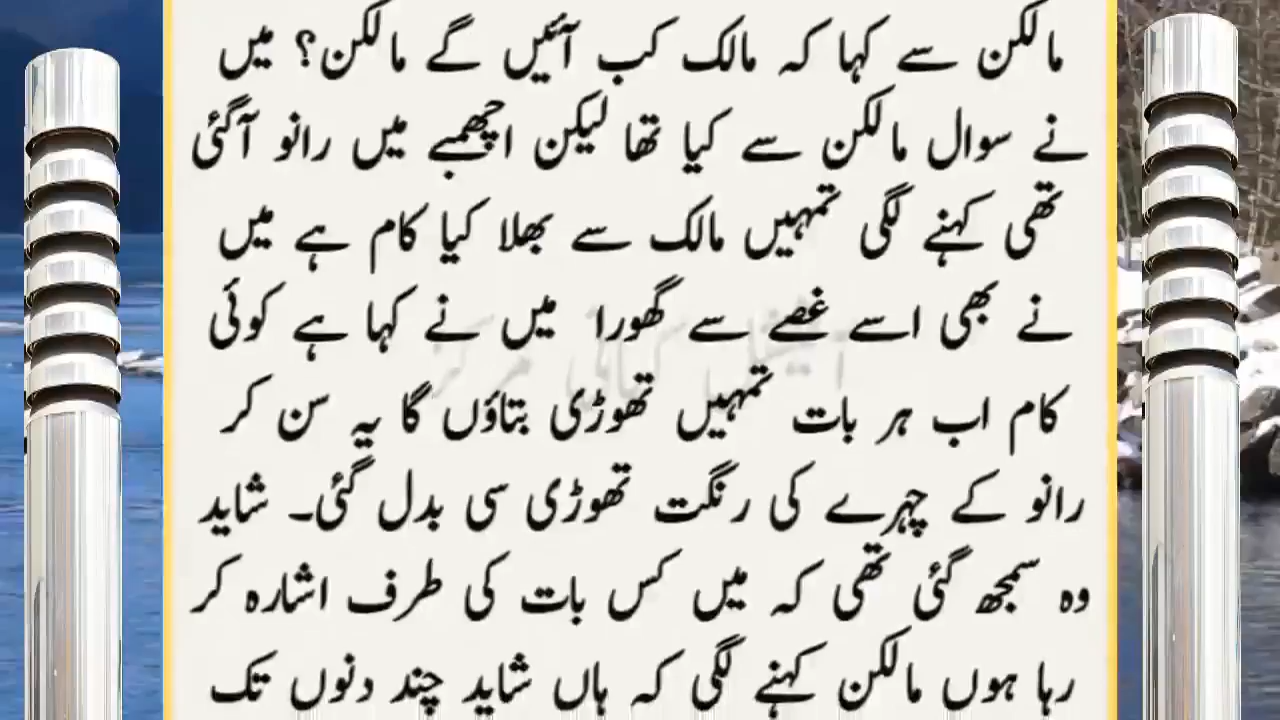 مالکن سے کہا کہ مالک کب آئیں گے مالکن؟ میں
نے سوال مالکن سے کیا تھا لیکن اچھمبے میں رانو آگئی
تھی کہنے لگی تمہیں مالک سے بھلا کیا کام ہے میں
نے بھی اسے غصے سے گھورا میں نے کہا ہے کوئی
کام اب ہر بات تمہیں تھوڑی بتاؤں گا یہ سن کر
رانو کے چہرے کی رنگت تھوڑی سی بدل گئی۔ شاید
وہ سمجھ گئی تھی کہ میں کس بات کی طرف اشارہ کر
رہا ہوں مالکن کہنے لگی کہ ہاں شاید چند دنوں تک